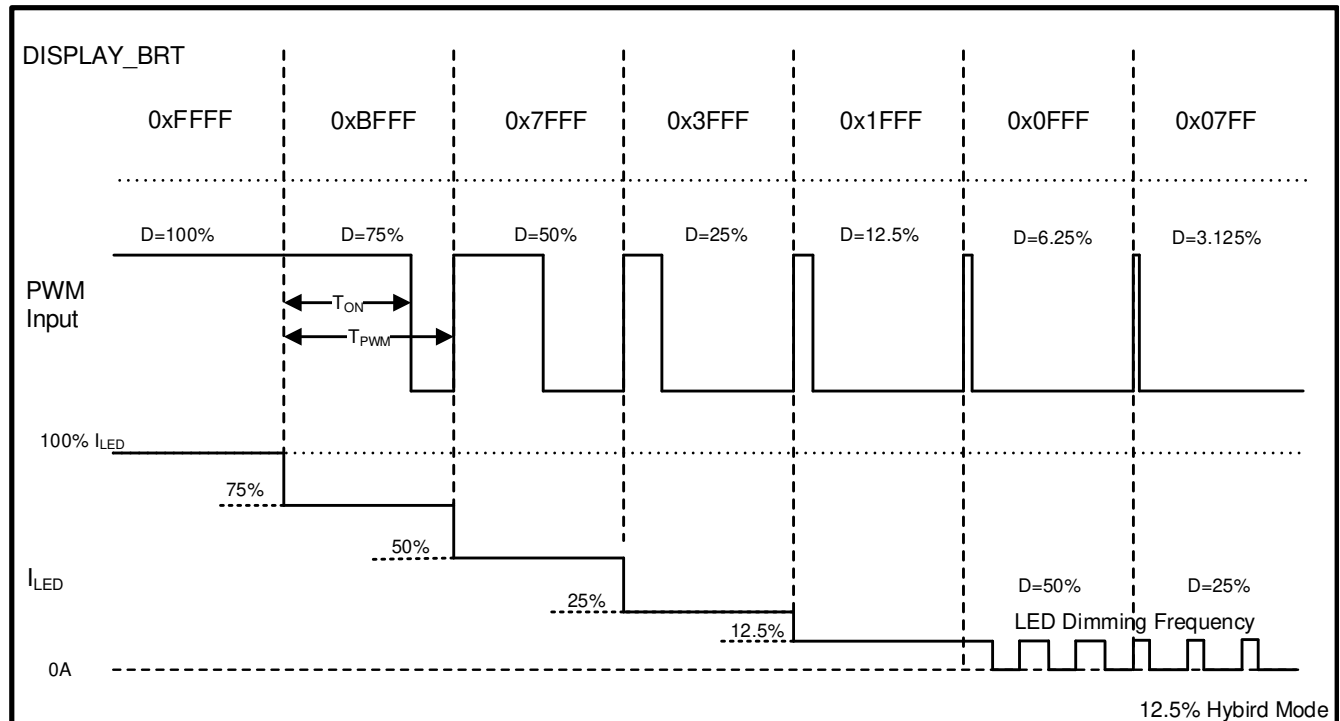 DISPLAY_BRT
0xFFFF 0xBFFF 0x7FFF 0x3FFF 0x1FFF 0x0FFF 0x07FF
D=100% D=75% D=50% D=25% D=12.5% D=6.25% D=3.125%
PWM
Input
TON
TPWM
100% ILED
75%
50%
ILED
25%
12.5%
D=50% D=25%
LED Dimming Frequency
0A
12.5% Hybird Mode